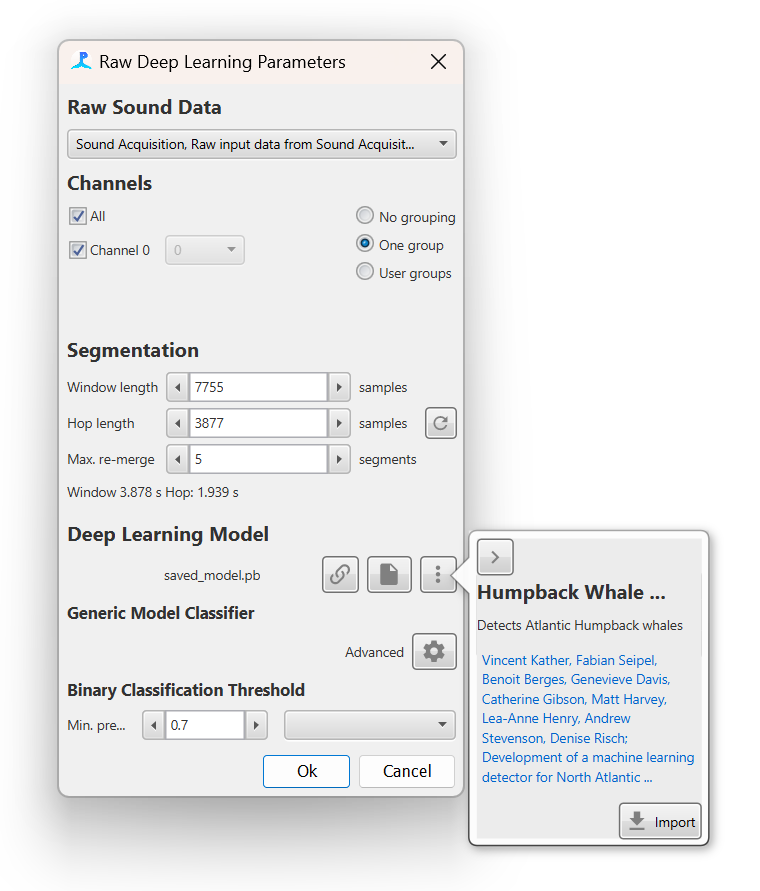 Raw Deep Learning Parameters
Raw Sound Data
Sound Acquisition, Raw input data from Sound Acquisit...
Channels
All
No grouping
Channel 0
0
One group
User groups
Segmentation
Window length 7755 samples
Hop length 3877 samples
Max. re-merge 5 segments
Window 3.878 s Hop: 1.939 s
Deep Learning Model
saved_model.pb
Generic Model Classifier
Advanced
Binary Classification Threshold
Min. pre... 0.7
Ok Cancel
Humpback Whale ...
Detects Atlantic Humpback whales
Vincent Kather, Fabian Seipel,
Benoit Berges, Genevieve Davis,
Catherine Gibson, Matt Harvey,
Lea-Anne Henry, Andrew
Stevenson, Denise Risch;
Development of a machine learning
detector for North Atlantic ...
Import